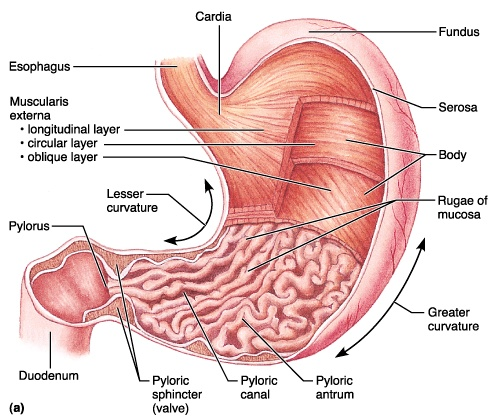 Cardia
Fundus
Esophagus
Muscularis
externa
• longitudinal layer
• circular layer
• oblique layer
Serosa
Body
Lesser
curvature
Rugae of
mucosa
Pylorus
Greater
curvature
Duodenum
Pyloric
sphincter
(valve)
Pyloric
canal
Pyloric
antrum
(a)